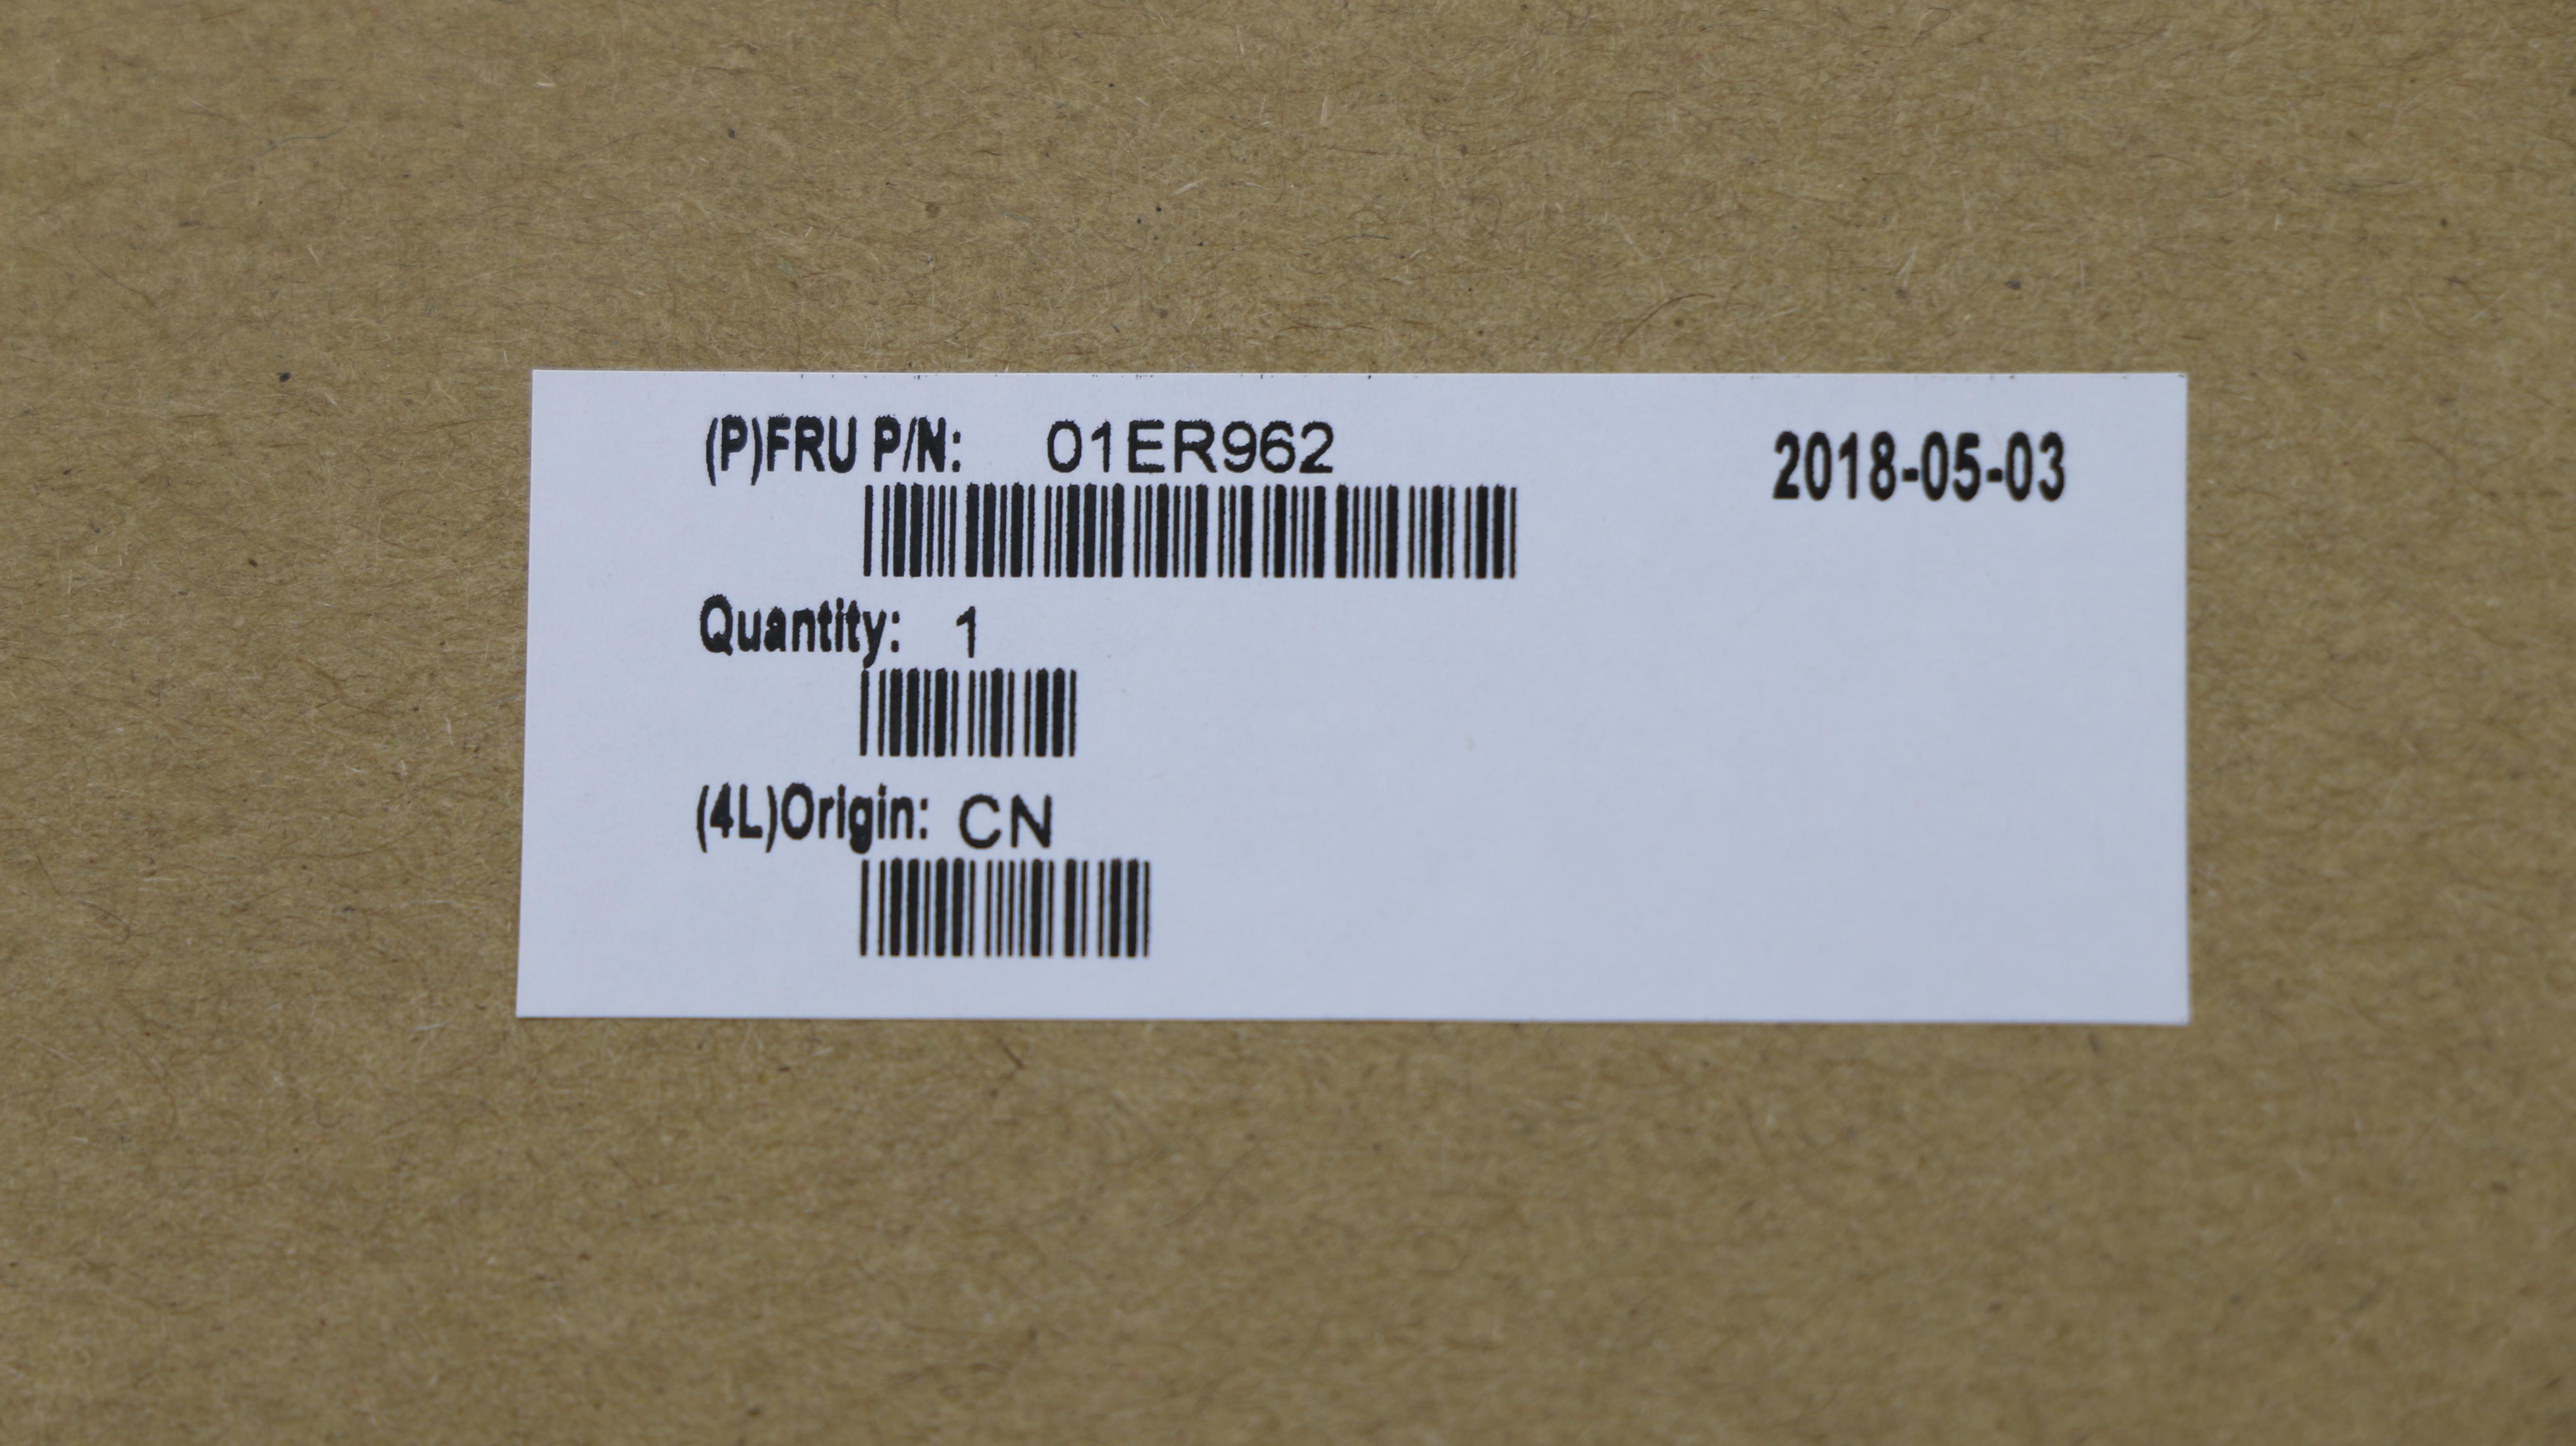 (P)FRU P/N: 01ER962
2018-05-03
Quantity: 1
(4L)Origin: CN